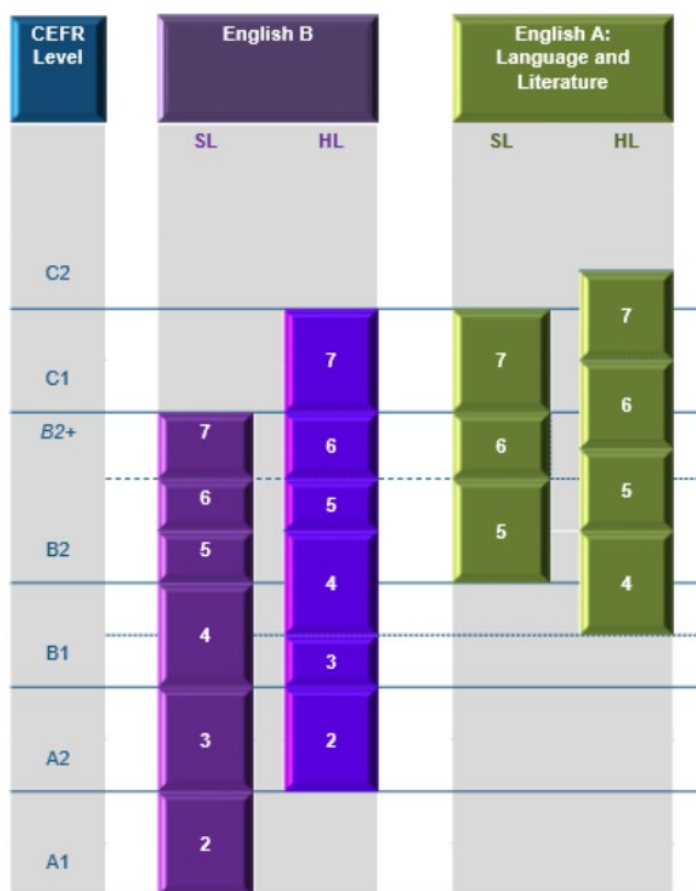 CEFR
Level
English B
English A:
Language and
Literature
SL
HL
SL
HL
C2
7
7
7
C1
6
B2+
7
6
6
6
5
5
B2
5
5
4
4
4
B1
3
A2
3
2
A1
2